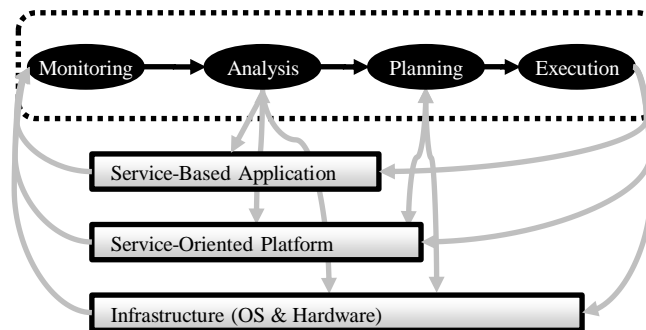 Monitoring
Analysis
Planning
Execution
Service-Based Application
Service-Oriented Platform
Infrastructure (OS & Hardware)